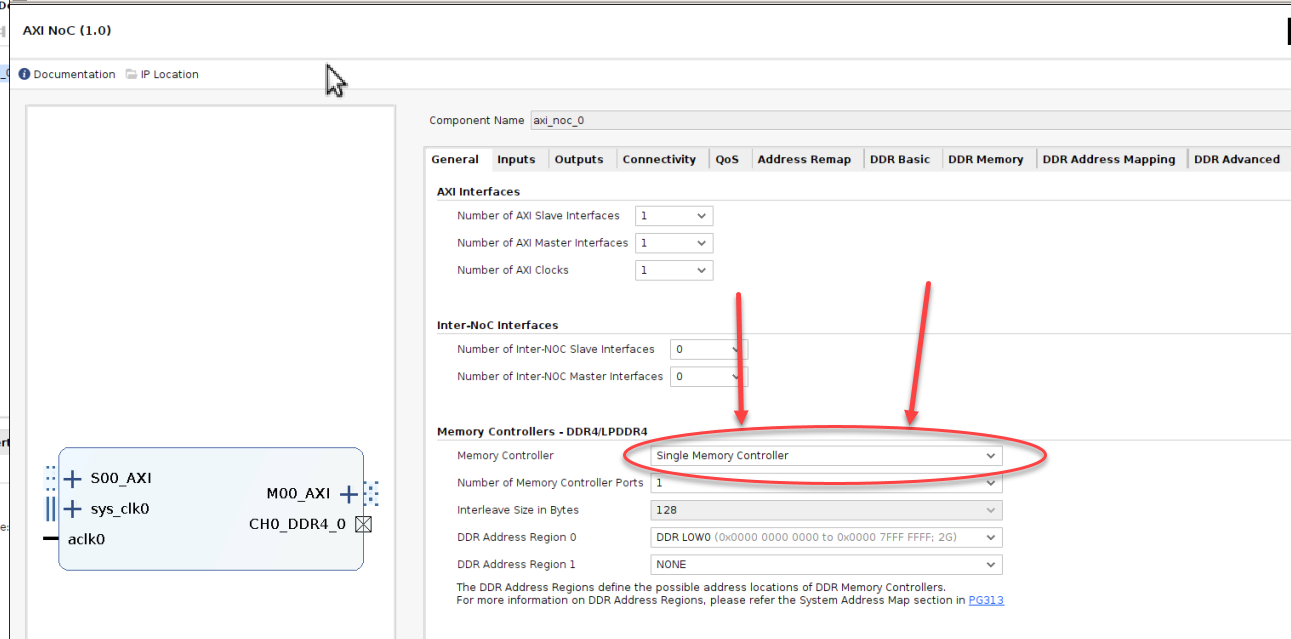 AXI NoC (1.0)
Documentation IP Location
Component Name axi_noc_0
General Inputs Outputs Connectivity QoS Address Remap DDR Basic DDR Memory DDR Address Mapping DDR Advanced
AXI Interfaces
Number of AXI Slave Interfaces 1
Number of AXI Master Interfaces 1
Number of AXI Clocks 1
Inter-NoC Interfaces
Number of Inter-NOC Slave Interfaces 0
Number of Inter-NOC Master Interfaces 0
Memory Controllers - DDR4/LPDDR4
Memory Controller Single Memory Controller
Number of Memory Controller Ports 1
Interleave Size in Bytes 128
DDR Address Region 0 DDR LOW0 (0x0000 0000 0000 to 0x0000 7FFF FFFF; 2G)
DDR Address Region 1 NONE
The DDR Address Regions define the possible address locations of DDR Memory Controllers.
For more information on DDR Address Regions, please refer the System Address Map section in PG313
S00_AXI
sys_clk0
aclk0
M00_AXI
CH0_DDR4_0